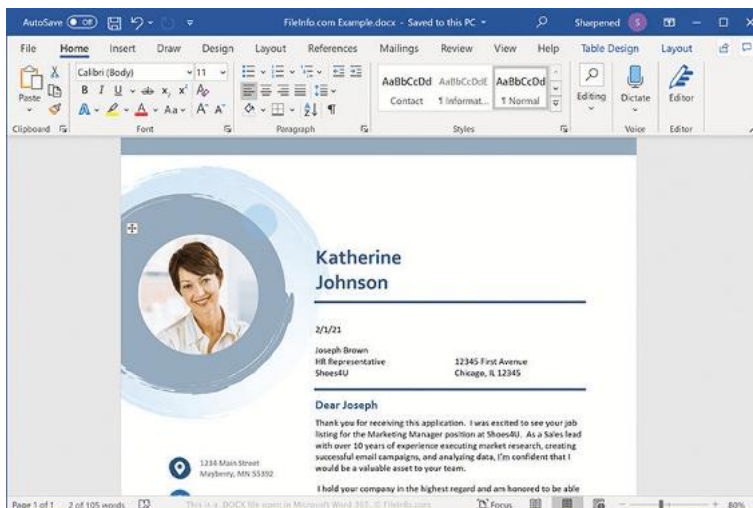 AutoSave Off FileInfo.com Example.docx - Saved to this PC Sharpened S
File Home Insert Draw Design Layout References Mailings Review View Help Table Design Layout
Calibri (Body) 11
Paste
B I U ab x₂ x² A
A A Aa A A
AaBbCcDd AaBbCcDdE AaBbCcDd
Contact ¶ Informat... ¶ Normal
Editing Dictate Editor
Clipboard Font Paragraph Styles Voice Editor
Katherine
Johnson
2/1/21
Joseph Brown
HR Representative 12345 First Avenue
Shoes4U Chicago, IL 12345
Dear Joseph
Thank you for receiving this application. I was excited to see your job
listing for the Marketing Manager position at Shoes4U. As a Sales lead
with over 10 years of experience executing market research, creating
successful email campaigns, and analyzing data, I'm confident that I
would be a valuable asset to your team.
1234 Main Street
Mayberry, MN 55392
I hold your company in the highest regard and am honored to be able
Page 1 of 1 2 of 105 words This is a .DOCX file open in Microsoft Word 365. © FileInfo.com Focus 80%